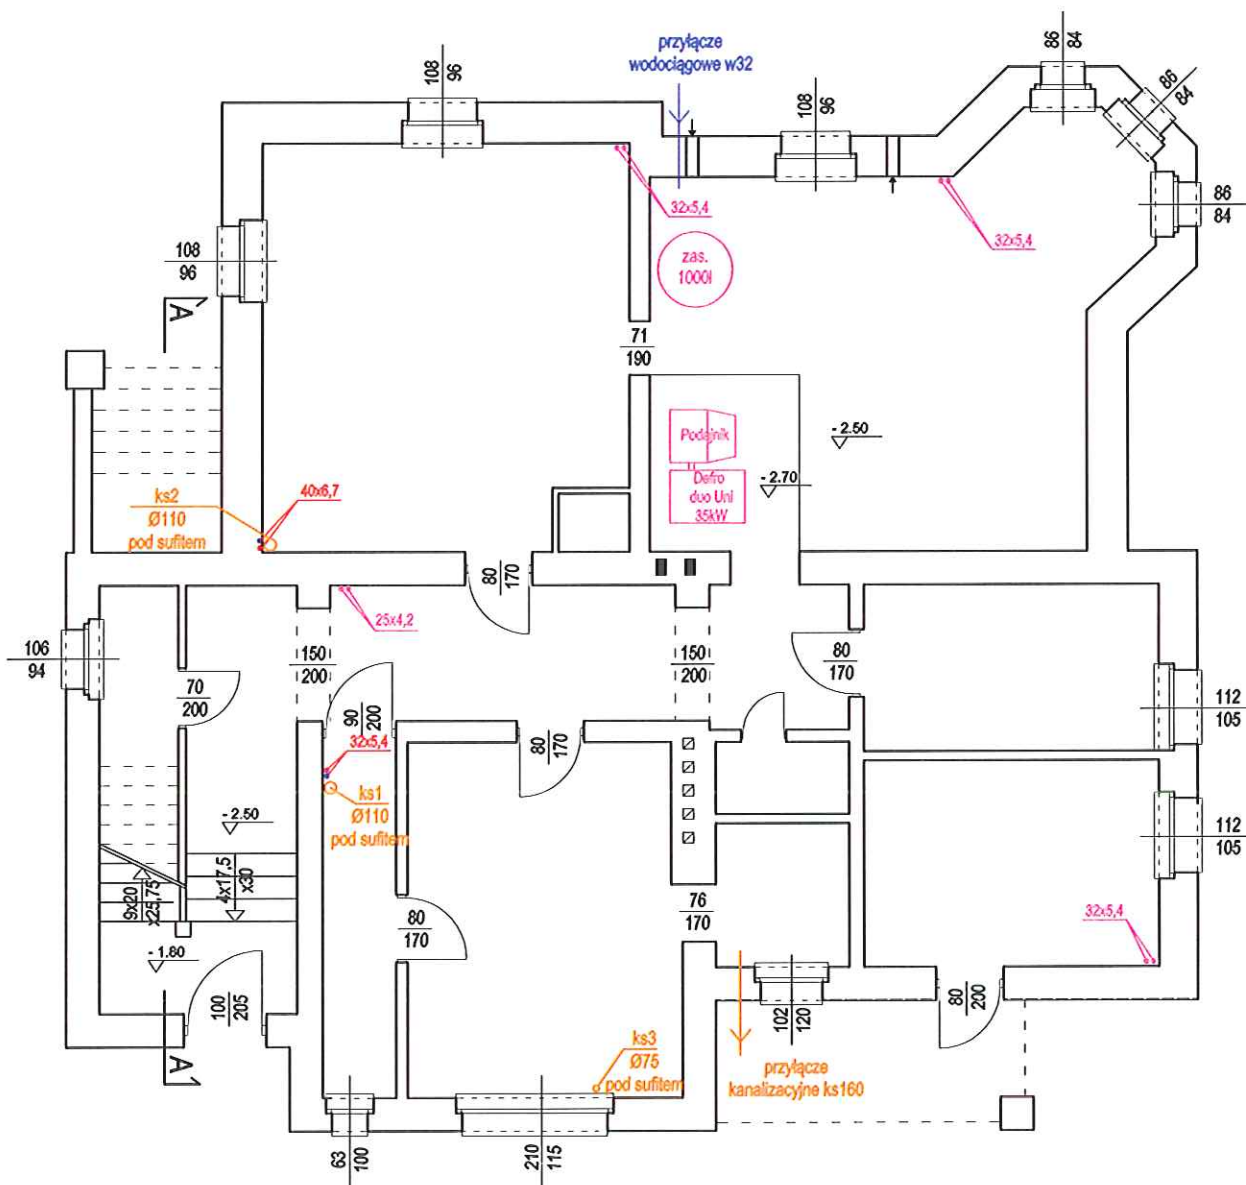 przyłącze
wodociągowe w32
86
84
86
84
108
96
108
96
86
84
32x5,4
32x5,4
zas.
1000l
108
96
A
71
190
- 2.50
Podajnik
- 2.70
Defro
duo Uni
35kW
ks2
Ø110
pod sufitem
40x6,7
80
170
25x4,2
106
94
150
200
150
200
80
170
70
200
90
200
112
105
32x5,4
80
170
ks1
Ø110
pod sufitem
- 2.50
112
105
9x20
x25,75
4x17,5
x30
76
170
80
170
32x5,4
- 1.80
100
205
102
120
80
200
A
ks3
Ø75
pod sufitem
przyłącze
kanalizacyjne ks160
63
100
210
115